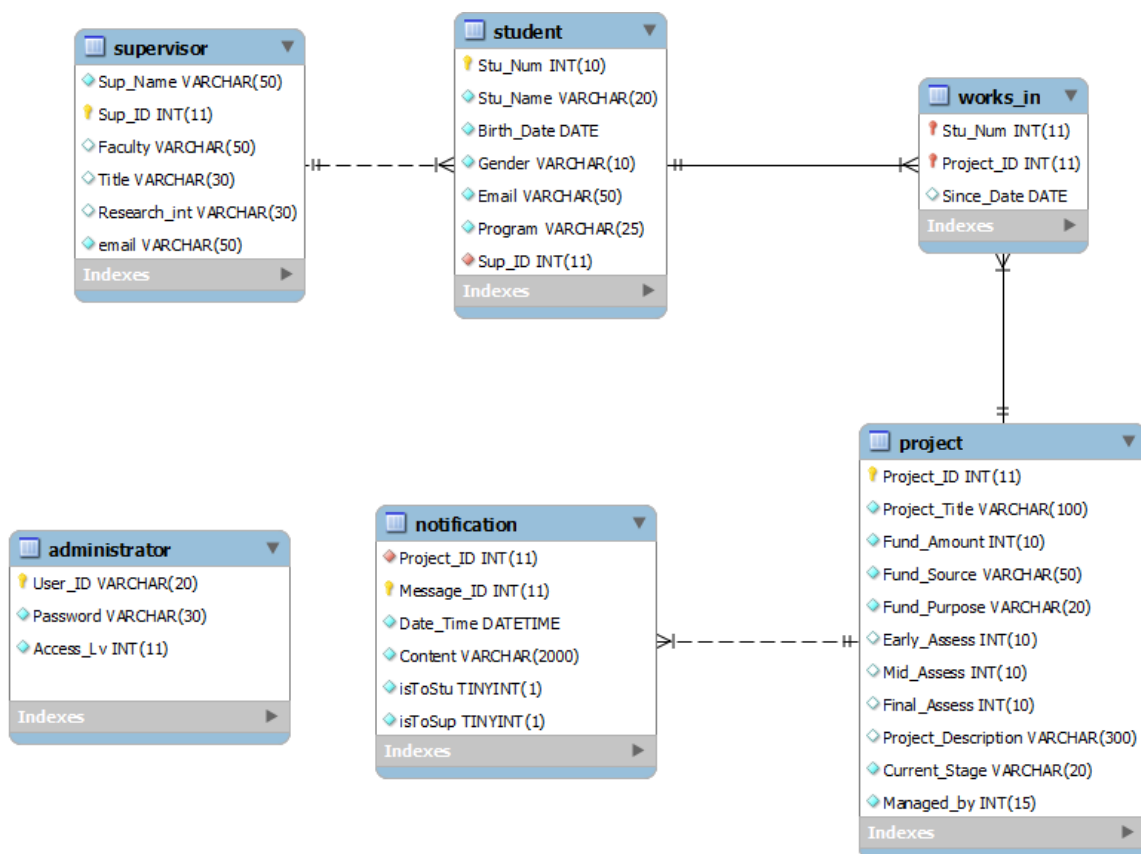 supervisor
Sup_Name VARCHAR(50)
Sup_ID INT(11)
Faculty VARCHAR(50)
Title VARCHAR(30)
Research_int VARCHAR(30)
email VARCHAR(50)
Indexes
student
Stu_Num INT(10)
Stu_Name VARCHAR(20)
Birth_Date DATE
Gender VARCHAR(10)
Email VARCHAR(50)
Program VARCHAR(25)
Sup_ID INT(11)
Indexes
works_in
Stu_Num INT(11)
Project_ID INT(11)
Since_Date DATE
Indexes
administrator
User_ID VARCHAR(20)
Password VARCHAR(30)
Access_Lv INT(11)
Indexes
notification
Project_ID INT(11)
Message_ID INT(11)
Date_Time DATETIME
Content VARCHAR(2000)
isToStu TINYINT(1)
isToSup TINYINT(1)
Indexes
project
Project_ID INT(11)
Project_Title VARCHAR(100)
Fund_Amount INT(10)
Fund_Source VARCHAR(50)
Fund_Purpose VARCHAR(20)
Early_Assess INT(10)
Mid_Assess INT(10)
Final_Assess INT(10)
Project_Description VARCHAR(300)
Current_Stage VARCHAR(20)
Managed_by INT(15)
Indexes